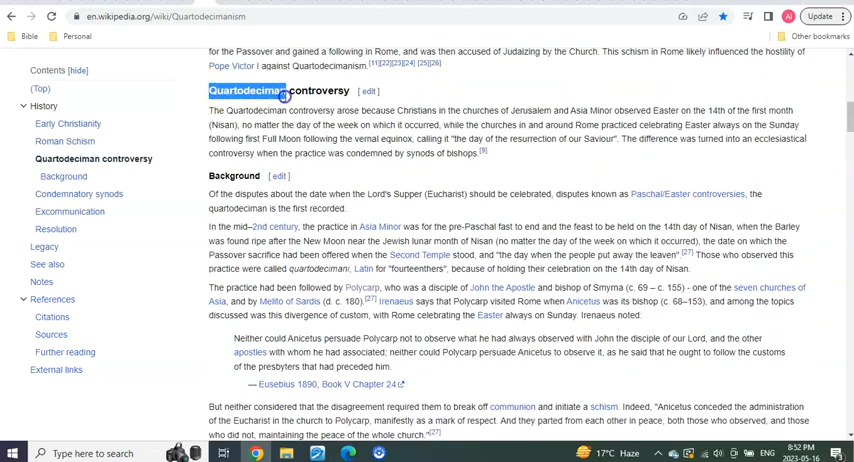 en.wikipedia.org/wiki/Quartodecimanism
AI
Update
Bible
Personal
Other bookmarks
for the Passover and gained a following in Rome, and was then accused of Judaizing by the Church. This schism in Rome likely influenced the hostility of
Pope Victor I against Quartodecimanism.[11][22][23][24] [25][26]
Contents [hide]
(Top)
History
Early Christianity
Roman Schism
Quartodeciman controversy
Background
Condemnatory synods
Excommunication
Resolution
Legacy
See also
Notes
References
Citations
Sources
Further reading
External links
Quartodeciman controversy [ edit ]
The Quartodeciman controversy arose because Christians in the churches of Jerusalem and Asia Minor observed Easter on the 14th of the first month
(Nisan), no matter the day of the week on which it occurred, while the churches in and around Rome practiced celebrating Easter always on the Sunday
following first Full Moon following the vernal equinox, calling it "the day of the resurrection of our Saviour". The difference was turned into an ecclesiastical
controversy when the practice was condemned by synods of bishops.[9]
Background [ edit ]
Of the disputes about the date when the Lord's Supper (Eucharist) should be celebrated, disputes known as Paschal/Easter controversies, the
quartodeciman is the first recorded.
In the mid–2nd century, the practice in Asia Minor was for the pre-Paschal fast to end and the feast to be held on the 14th day of Nisan, when the Barley
was found ripe after the New Moon near the Jewish lunar month of Nisan (no matter the day of the week on which it occurred), the date on which the
Passover sacrifice had been offered when the Second Temple stood, and "the day when the people put away the leaven".[27] Those who observed this
practice were called quartodecimani, Latin for "fourteenthers", because of holding their celebration on the 14th day of Nisan.
The practice had been followed by Polycarp, who was a disciple of John the Apostle and bishop of Smyrna (c. 69 – c. 155) - one of the seven churches of
Asia, and by Melito of Sardis (d. c. 180).[27] Irenaeus says that Polycarp visited Rome when Anicetus was its bishop (c. 68–153), and among the topics
discussed was this divergence of custom, with Rome celebrating the Easter always on Sunday. Irenaeus noted:
Neither could Anicetus persuade Polycarp not to observe what he had always observed with John the disciple of our Lord, and the other
apostles with whom he had associated; neither could Polycarp persuade Anicetus to observe it, as he said that he ought to follow the customs
of the presbyters that had preceded him.
— Eusebius 1890, Book V Chapter 24
But neither considered that the disagreement required them to break off communion and initiate a schism. Indeed, "Anicetus conceded the administration
of the Eucharist in the church to Polycarp, manifestly as a mark of respect. And they parted from each other in peace, both those who observed, and those
who did not, maintaining the peace of the whole church."[27]
Type here to search
17°C Haze
ENG
8:52 PM
2023-05-16
3